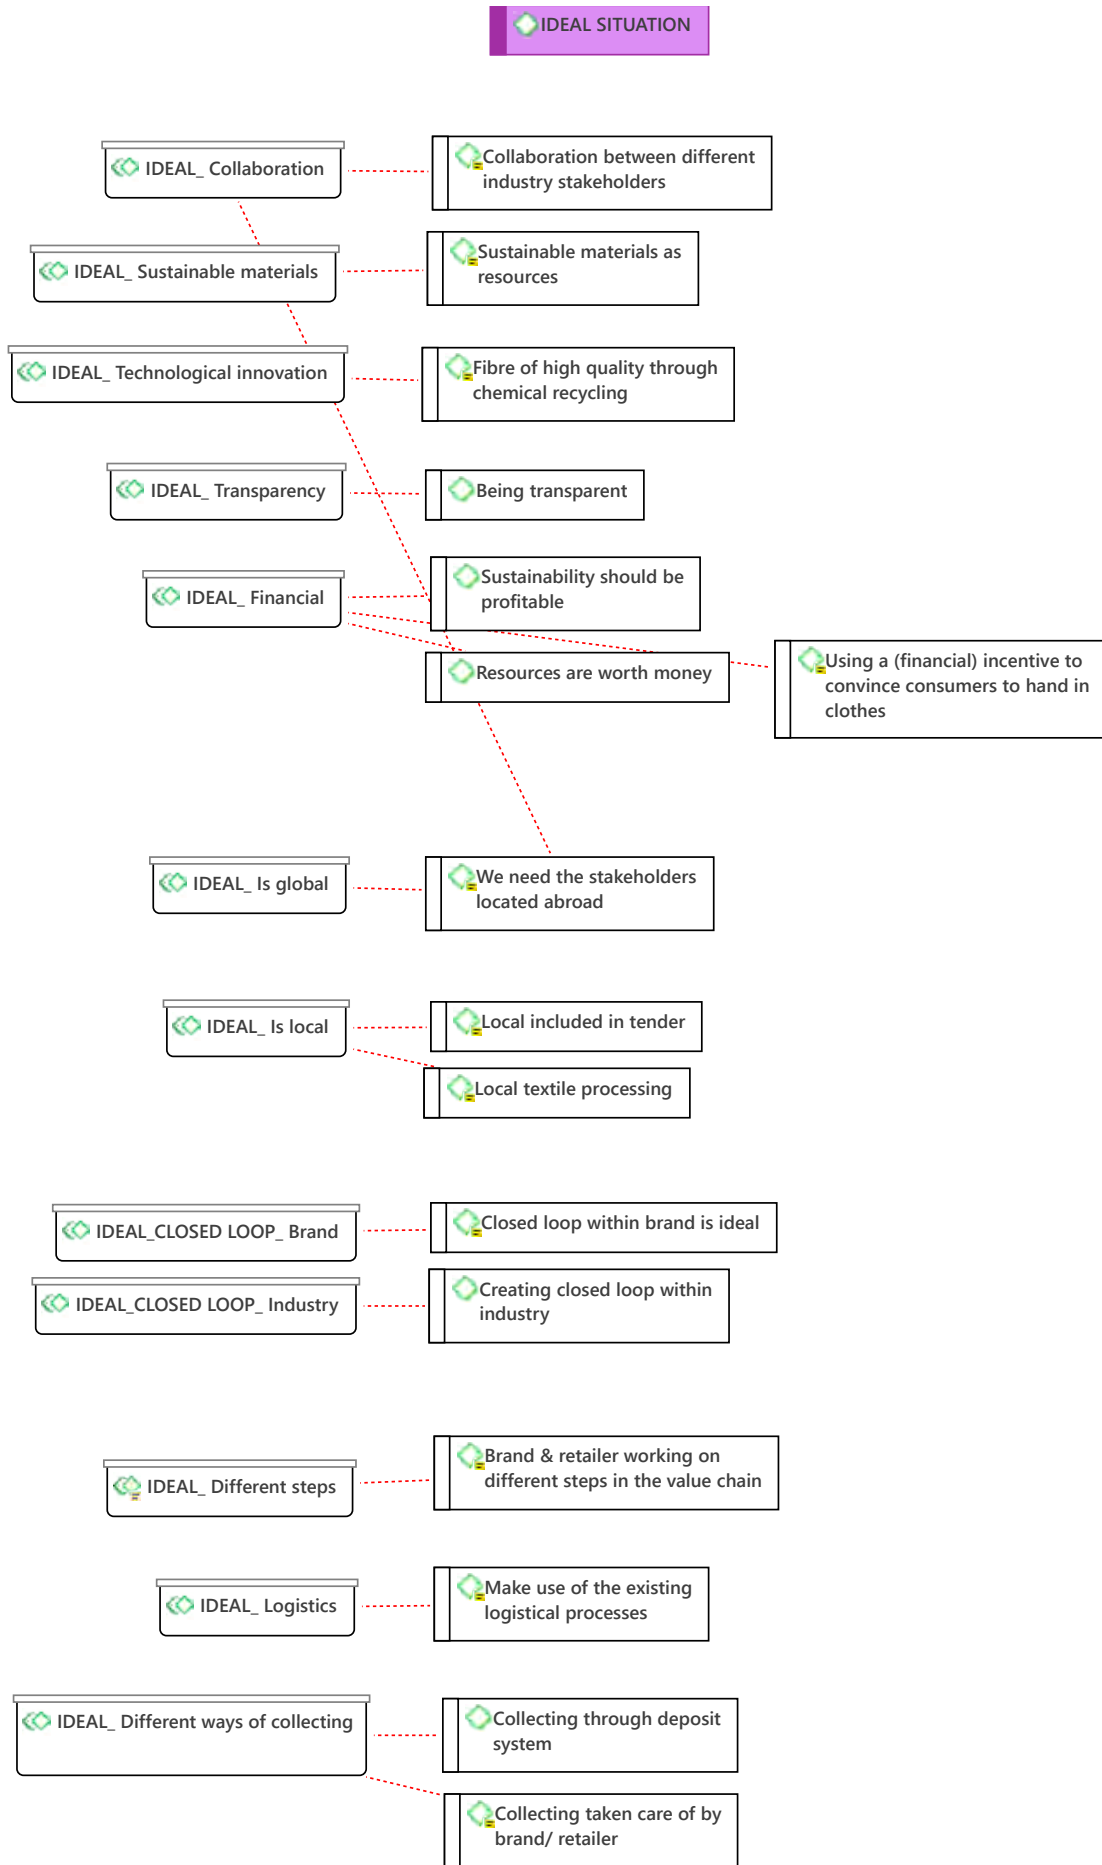 IDEAL SITUATION
IDEAL_ Collaboration
Collaboration between different
industry stakeholders
IDEAL_ Sustainable materials
Sustainable materials as
resources
IDEAL_ Technological innovation
Fibre of high quality through
chemical recycling
IDEAL_ Transparency
Being transparent
IDEAL_ Financial
Sustainability should be
profitable
Resources are worth money
Using a (financial) incentive to
convince consumers to hand in
clothes
IDEAL_ Is global
We need the stakeholders
located abroad
IDEAL_ Is local
Local included in tender
Local textile processing
IDEAL_CLOSED LOOP_ Brand
Closed loop within brand is ideal
IDEAL_CLOSED LOOP_ Industry
Creating closed loop within
industry
IDEAL_ Different steps
Brand & retailer working on
different steps in the value chain
IDEAL_ Logistics
Make use of the existing
logistical processes
IDEAL_ Different ways of collecting
Collecting through deposit
system
Collecting taken care of by
brand/ retailer